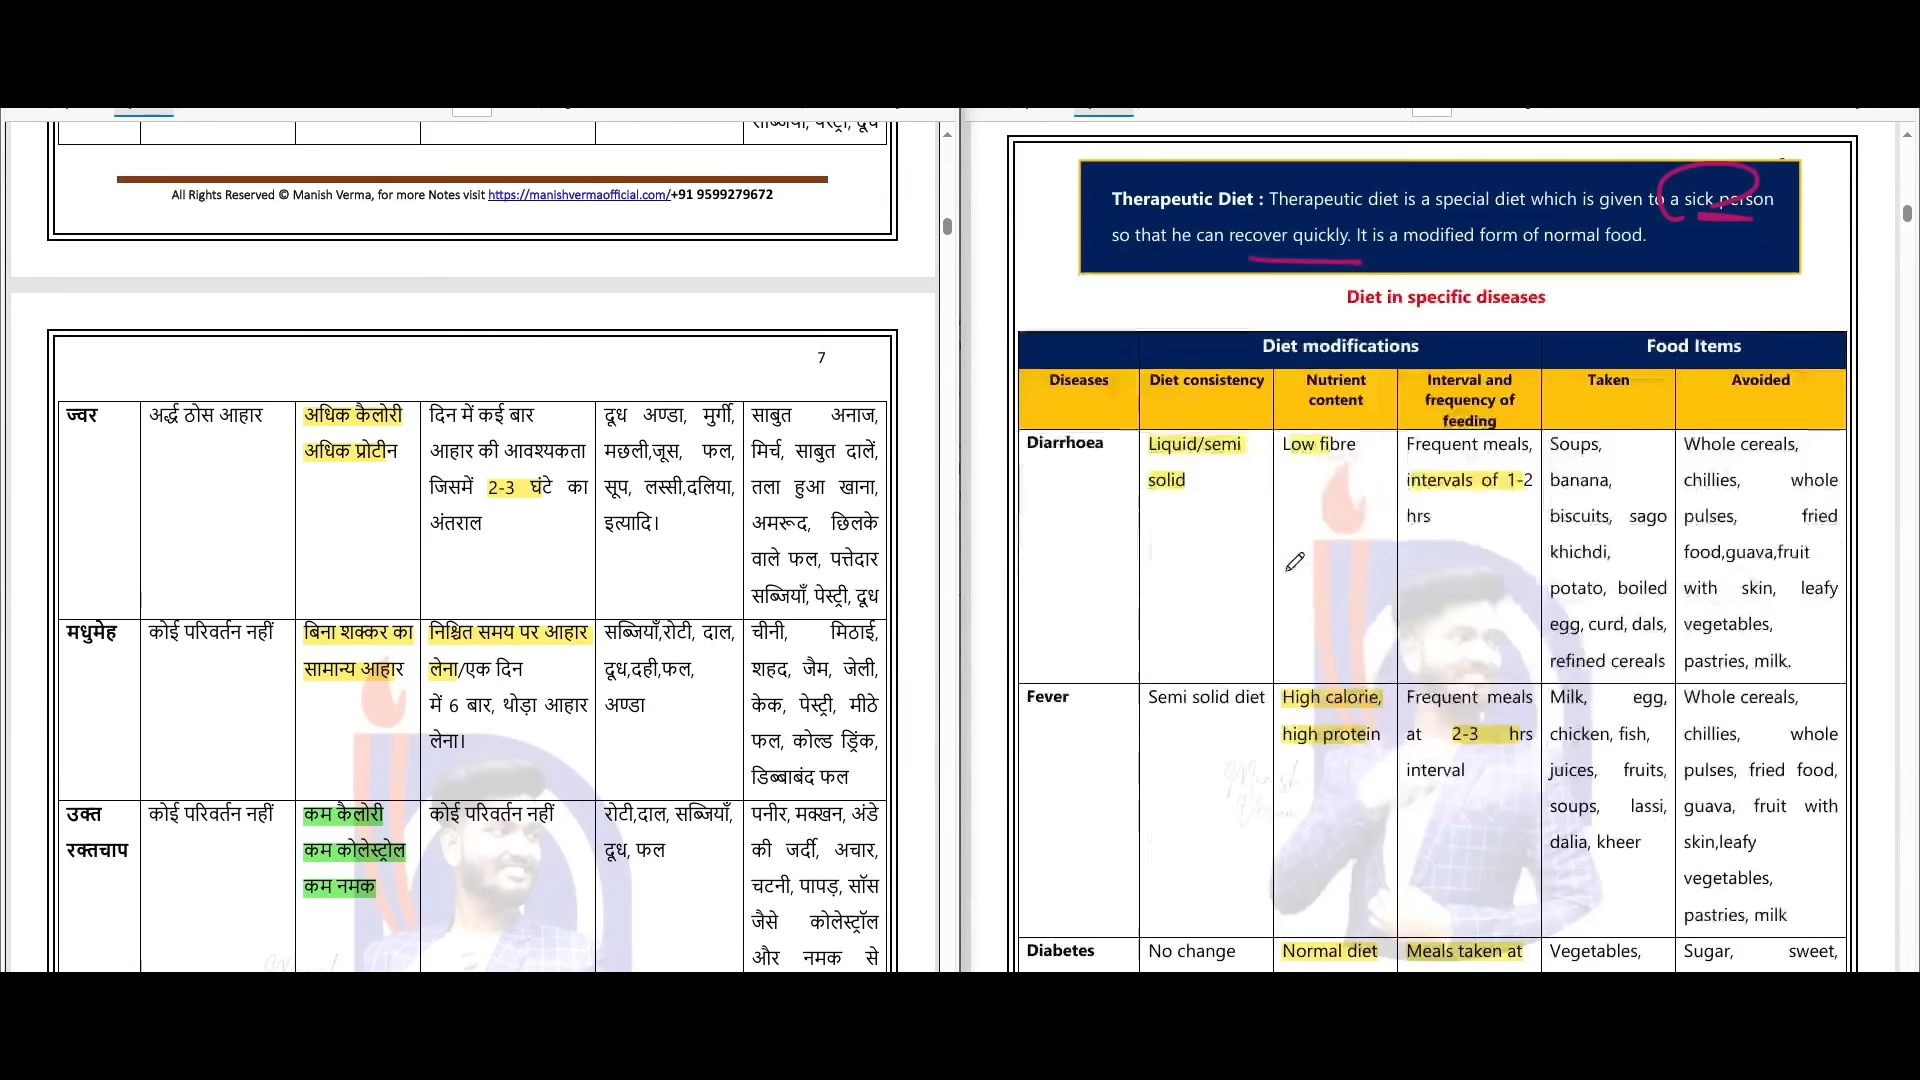 सब्जियाँ, पेस्ट्री, दूध
All Rights Reserved © Manish Verma, for more Notes visit https://manishvermaofficial.com/+91 9599279672
7
ज्वर
अर्द्ध ठोस आहार
अधिक कैलोरी
अधिक प्रोटीन
दिन में कई बार
आहार की आवश्यकता
जिसमें 2-3 घंटे का
अंतराल
दूध अण्डा, मुर्गी,
मछली,जूस, फल,
सूप, लस्सी,दलिया,
इत्यादि।
साबुत अनाज,
मिर्च, साबुत दालें,
तला हुआ खाना,
अमरूद, छिलके
वाले फल, पत्तेदार
सब्जियाँ, पेस्ट्री, दूध
मधुमेह
कोई परिवर्तन नहीं
बिना शक्कर का
सामान्य आहार
निश्चित समय पर आहार
लेना/एक दिन
में 6 बार, थोड़ा आहार
लेना।
सब्जियाँ,रोटी, दाल,
दूध,दही,फल,
अण्डा
चीनी, मिठाई,
शहद, जैम, जेली,
केक, पेस्ट्री, मीठे
फल, कोल्ड ड्रिंक,
डिब्बाबंद फल
उक्त
रक्तचाप
कोई परिवर्तन नहीं
कम कैलोरी
कम कोलेस्ट्रोल
कम नमक
कोई परिवर्तन नहीं
रोटी,दाल, सब्जियाँ,
दूध, फल
पनीर, मक्खन, अंडे
की जर्दी, अचार,
चटनी, पापड़, सॉस
जैसे कोलेस्ट्रॉल
और नमक से
Therapeutic Diet : Therapeutic diet is a special diet which is given to a sick person
so that he can recover quickly. It is a modified form of normal food.
Diet in specific diseases
Diet modifications
Food Items
Diseases
Diet consistency
Nutrient
content
Interval and
frequency of
feeding
Taken
Avoided
Diarrhoea
Liquid/semi
solid
Low fibre
Frequent meals,
intervals of 1-2
hrs
Soups,
banana,
biscuits, sago
khichdi,
potato, boiled
egg, curd, dals,
refined cereals
Whole cereals,
chillies, whole
pulses, fried
food,guava,fruit
with skin, leafy
vegetables,
pastries, milk.
Fever
Semi solid diet
High calorie,
high protein
Frequent meals
at 2-3 hrs
interval
Milk, egg,
chicken, fish,
juices, fruits,
soups, lassi,
dalia, kheer
Whole cereals,
chillies, whole
pulses, fried food,
guava, fruit with
skin,leafy
vegetables,
pastries, milk
Diabetes
No change
Normal diet
Meals taken at
Vegetables,
Sugar, sweet,
Manish
Verma